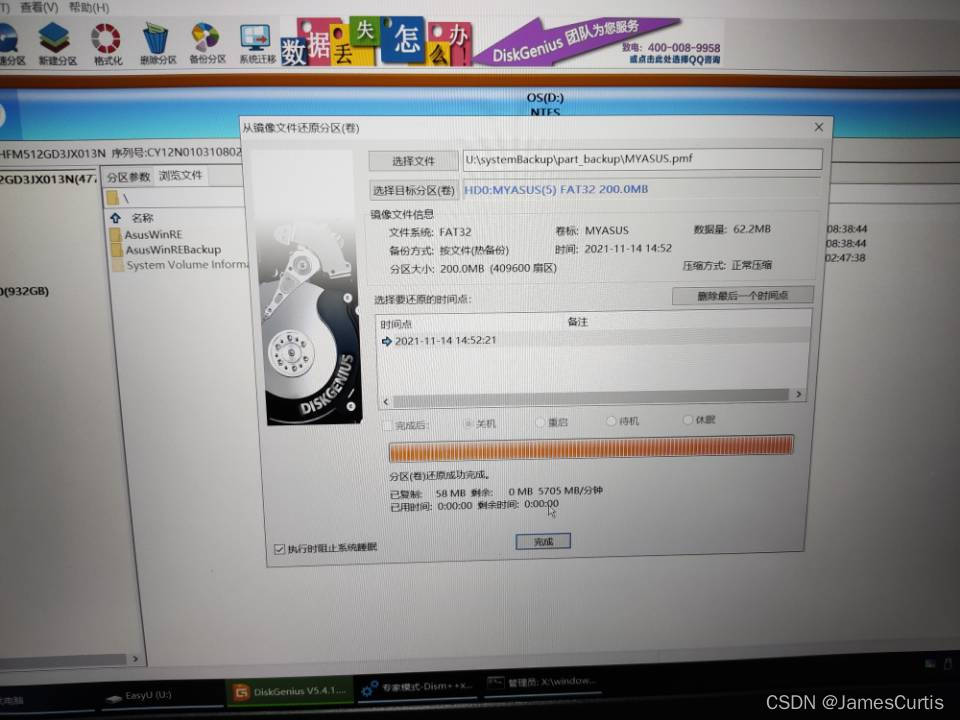 T) 查看(V) 帮助(H)
速分区 新建分区 格式化 删除分区 备份分区 系统迁移
数据丢失怎么办!
DiskGenius 团队为您服务
致电：400-008-9958
或点击此处选择QQ咨询
OS(D:)
NTFS
HFM512GD3JX013N 序列号:CY12N010310802
2GD3JX013N(477
分区参数 浏览文件
\
名称
AsusWinRE
AsusWinREBackup
System Volume Informa
0(932GB)
08:38:44
08:38:44
02:47:38
从镜像文件还原分区(卷)
选择文件 U:\systemBackup\part_backup\MYASUS.pmf
选择目标分区(卷) HD0:MYASUS(5) FAT32 200.0MB
镜像文件信息
文件系统: FAT32 卷标: MYASUS 数据量: 62.2MB
备份方式: 按文件(热备份) 时间: 2021-11-14 14:52
分区大小: 200.0MB (409600 扇区) 压缩方式: 正常压缩
选择要还原的时间点: 删除最后一个时间点
时间点 备注
2021-11-14 14:52:21
完成后: 关机 重启 待机 休眠
分区(卷)还原成功完成。
已复制: 58 MB 剩余: 0 MB 5705 MB/分钟
已用时间: 0:00:00 剩余时间: 0:00:00
执行时阻止系统睡眠 完成
DISKGENIUS
此电脑 EasyU (U:) DiskGenius V5.4.1.... 专家模式-Dism++x... 管理员: X:\window...
CSDN @JamesCurtis